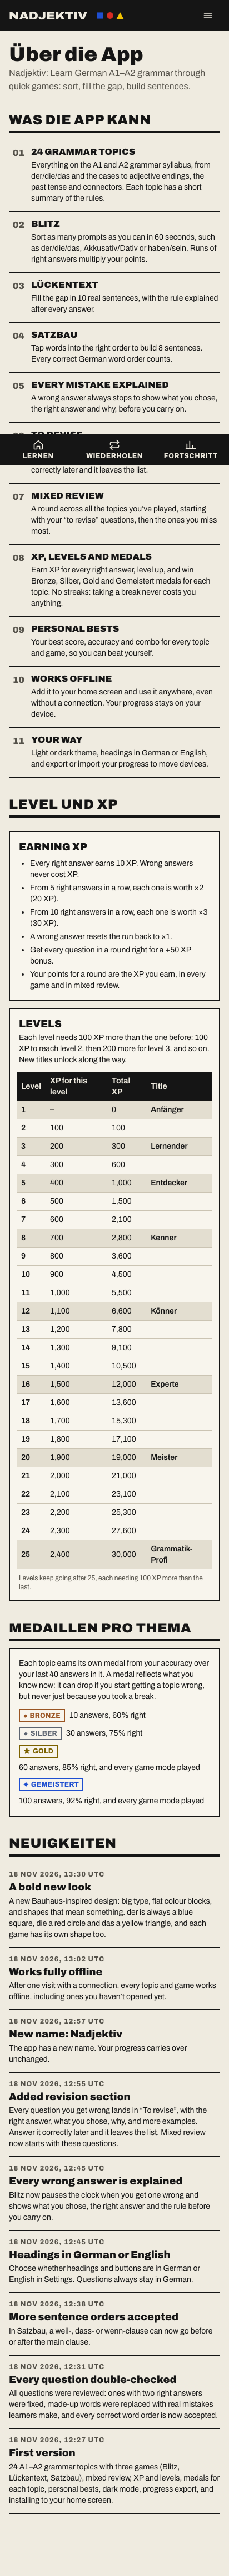 NADJEKTIV
Über die App
Nadjektiv: Learn German A1–A2 grammar through
quick games: sort, fill the gap, build sentences.
WAS DIE APP KANN
01 24 GRAMMAR TOPICS
Everything on the A1 and A2 grammar syllabus, from
der/die/das and the cases to adjective endings, the
past tense and connectors. Each topic has a short
summary of the rules.
02 BLITZ
Sort as many prompts as you can in 60 seconds, such
as der/die/das, Akkusativ/Dativ or haben/sein. Runs of
right answers multiply your points.
03 LÜCKENTEXT
Fill the gap in 10 real sentences, with the rule explained
after every answer.
04 SATZBAU
Tap words into the right order to build 8 sentences.
Every correct German word order counts.
05 EVERY MISTAKE EXPLAINED
A wrong answer always stops to show what you chose,
the right answer and why, before you carry on.
LERNEN WIEDERHOLEN FORTSCHRITT
correctly later and it leaves the list.
07 MIXED REVIEW
A round across all the topics you've played, starting
with your “to revise” questions, then the ones you miss
most.
08 XP, LEVELS AND MEDALS
Earn XP for every right answer, level up, and win
Bronze, Silver, Gold and Gemeistert medals for each
topic. No streaks: taking a break never costs you
anything.
09 PERSONAL BESTS
Your best score, accuracy and combo for every topic
and game, so you can beat yourself.
10 WORKS OFFLINE
Add it to your home screen and use it anywhere, even
without a connection. Your progress stays on your
device.
11 YOUR WAY
Light or dark theme, headings in German or English,
and export or import your progress to move devices.
LEVEL UND XP
EARNING XP
• Every right answer earns 10 XP. Wrong answers
never cost XP.
• From 5 right answers in a row, each one is worth ×2
(20 XP).
• From 10 right answers in a row, each one is worth ×3
(30 XP).
• A wrong answer resets the run back to ×1.
• Get every question in a round right for a +50 XP
bonus.
• Your points for a round are the XP you earn, in every
game and in mixed review.
LEVELS
Each level needs 100 XP more than the one before: 100
XP to reach level 2, then 200 more for level 3, and so on.
New titles unlock along the way.
Level XP for this level Total XP Title
1 – 0 Anfänger
2 100 100
3 200 300 Lernender
4 300 600
5 400 1,000 Entdecker
6 500 1,500
7 600 2,100
8 700 2,800 Kenner
9 800 3,600
10 900 4,500
11 1,000 5,500
12 1,100 6,600 Könner
13 1,200 7,800
14 1,300 9,100
15 1,400 10,500
16 1,500 12,000 Experte
17 1,600 13,600
18 1,700 15,300
19 1,800 17,100
20 1,900 19,000 Meister
21 2,000 21,000
22 2,100 23,100
23 2,200 25,300
24 2,300 27,600
25 2,400 30,000 Grammatik-Profi
Levels keep going after 25, each needing 100 XP more than the
last.
MEDAILLEN PRO THEMA
Each topic earns its own medal from your accuracy over
your last 40 answers in it. A medal reflects what you
know now: it can drop if you start getting a topic wrong,
but never just because you took a break.
BRONZE 10 answers, 60% right
SILBER 30 answers, 75% right
GOLD
60 answers, 85% right, and every game mode played
GEMEISTERT
100 answers, 92% right, and every game mode played
NEUIGKEITEN
18 NOV 2026, 13:30 UTC
A bold new look
A new Bauhaus-inspired design: big type, flat colour blocks,
and shapes that mean something. der is always a blue
square, die a red circle and das a yellow triangle, and each
game has its own shape too.
18 NOV 2026, 13:02 UTC
Works fully offline
After one visit with a connection, every topic and game works
offline, including ones you haven't opened yet.
18 NOV 2026, 12:57 UTC
New name: Nadjektiv
The app has a new name. Your progress carries over
unchanged.
18 NOV 2026, 12:55 UTC
Added revision section
Every question you get wrong lands in “To revise”, with the
right answer, what you chose, why, and more examples.
Answer it correctly later and it leaves the list. Mixed review
now starts with these questions.
18 NOV 2026, 12:45 UTC
Every wrong answer is explained
Blitz now pauses the clock when you get one wrong and
shows what you chose, the right answer and the rule before
you carry on.
18 NOV 2026, 12:45 UTC
Headings in German or English
Choose whether headings and buttons are in German or
English in Settings. Questions always stay in German.
18 NOV 2026, 12:38 UTC
More sentence orders accepted
In Satzbau, a weil-, dass- or wenn-clause can now go before
or after the main clause.
18 NOV 2026, 12:31 UTC
Every question double-checked
All questions were reviewed: ones with two right answers
were fixed, made-up words were replaced with real mistakes
learners make, and every correct word order is now accepted.
18 NOV 2026, 12:27 UTC
First version
24 A1–A2 grammar topics with three games (Blitz,
Lückentext, Satzbau), mixed review, XP and levels, medals for
each topic, personal bests, dark mode, progress export, and
installing to your home screen.